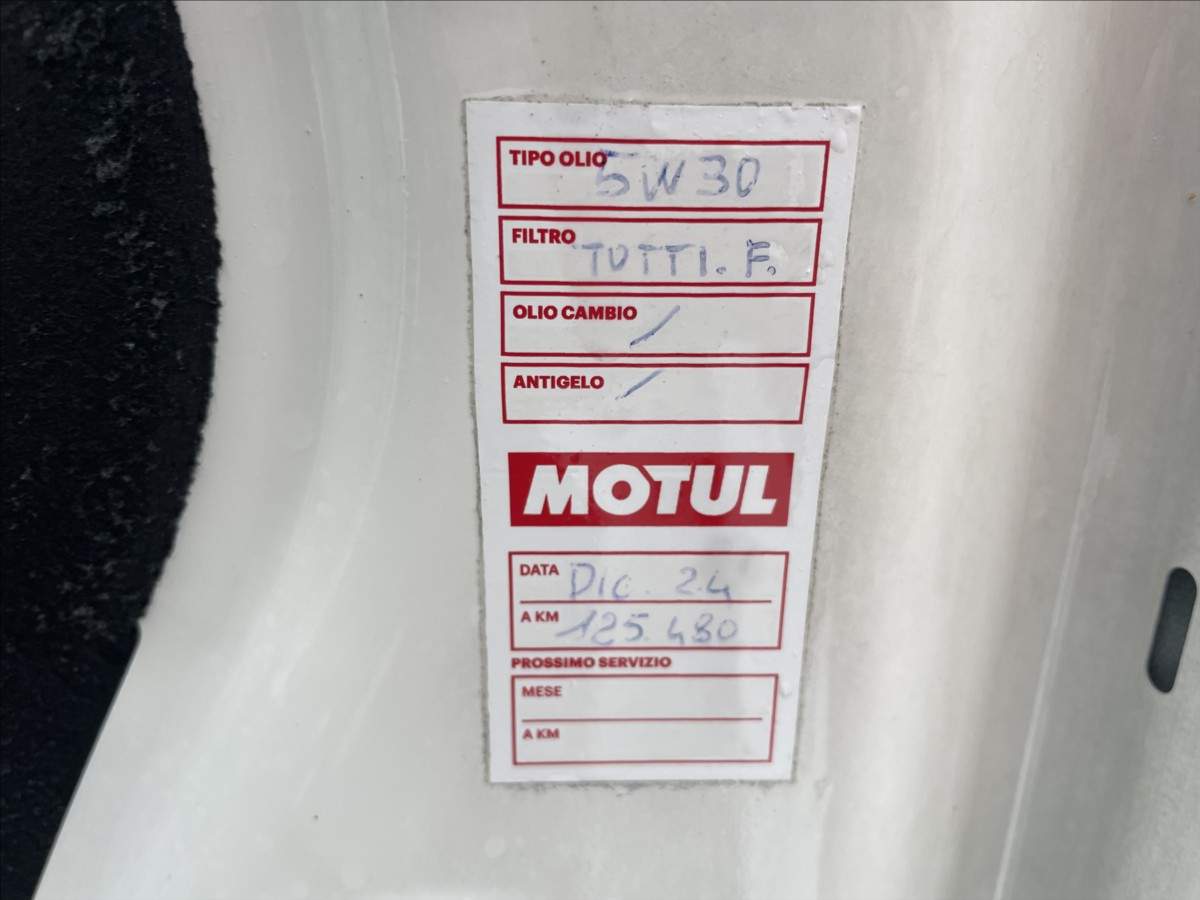 TIPO OLIO 5W30
FILTRO TUTTI. F.
OLIO CAMBIO /
ANTIGELO /
MOTUL
DATA Dic. 24
A KM 125.480
PROSSIMO SERVIZIO
MESE
A KM